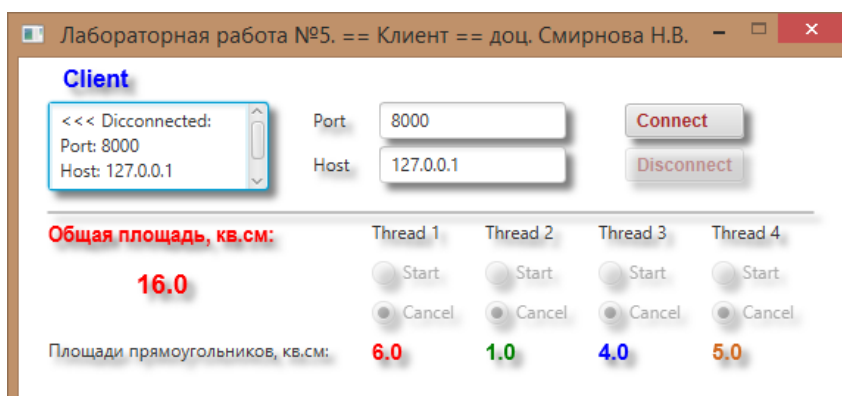 Лабораторная работа №5. == Клиент == доц. Смирнова Н.В.
Client
<<< Dicconnected:
Port: 8000
Host: 127.0.0.1
Port 8000 Connect
Host 127.0.0.1 Disconnect
Общая площадь, кв.см: Thread 1 Thread 2 Thread 3 Thread 4
16.0
Start Start Start Start
Cancel Cancel Cancel Cancel
Площади прямоугольников, кв.см: 6.0 1.0 4.0 5.0